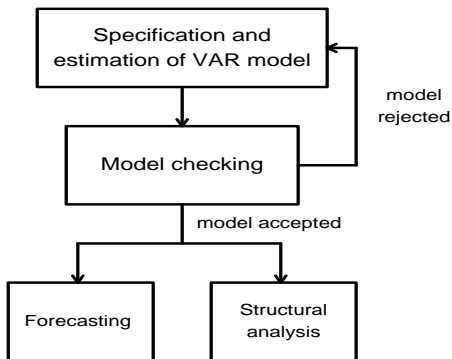 Specification and
estimation of VAR model
model
rejected
Model checking
model accepted
Forecasting
Structural
analysis